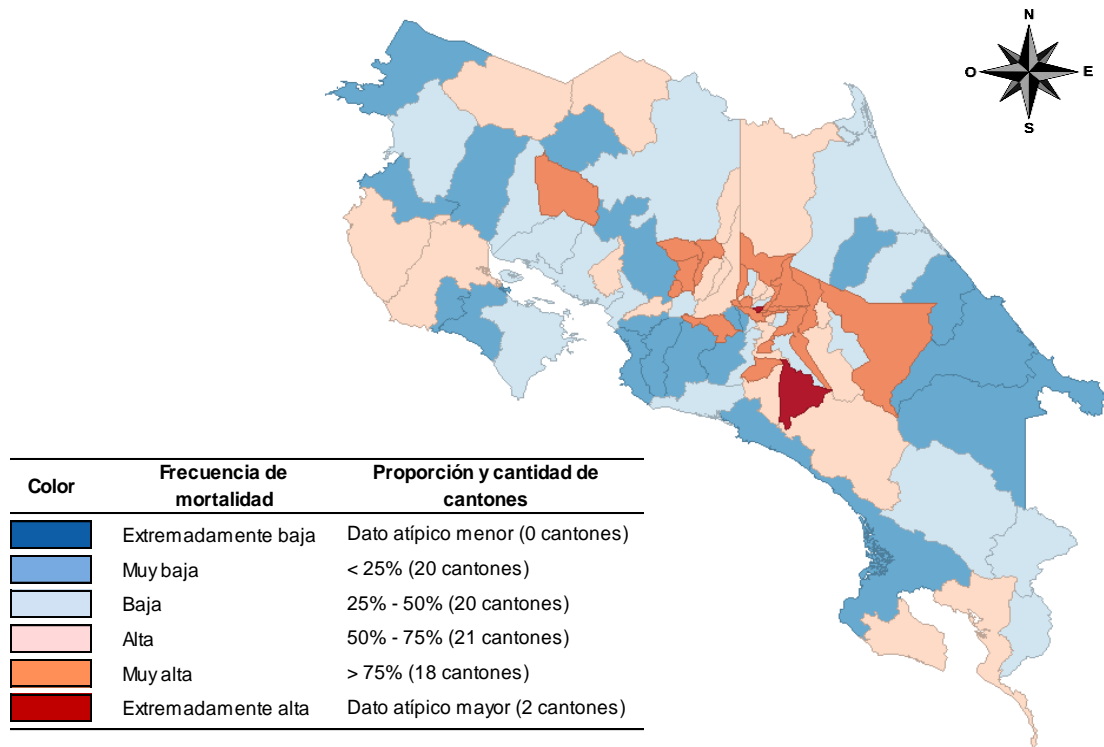 N
O E
S
Color Frecuencia de mortalidad Proporción y cantidad de cantones
Extremadamente baja Dato atípico menor (0 cantones)
Muy baja < 25% (20 cantones)
Baja 25% - 50% (20 cantones)
Alta 50% - 75% (21 cantones)
Muy alta > 75% (18 cantones)
Extremadamente alta Dato atípico mayor (2 cantones)